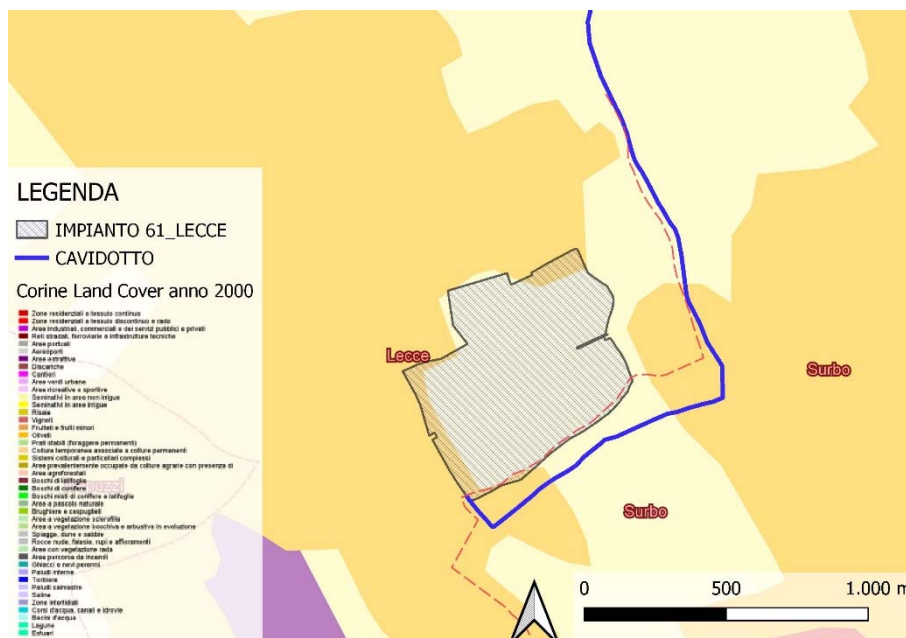 LEGENDA
IMPIANTO 61_LECCE
CAVIDOTTO
Corine Land Cover anno 2000
Zone residenziali a tessuto continuo
Zone residenziali a tessuto discontinuo e rado
Aree industriali, commerciali e dei servizi pubblici e privati
Reti stradali, ferroviarie e infrastrutture tecniche
Aree portuali
Aeroporti
Aree estrattive
Discariche
Cantieri
Aree verdi urbane
Aree ricreative e sportive
Seminativi in aree non irrigue
Seminativi in aree irrigue
Risaie
Vigneti
Frutteti e frutti minori
Oliveti
Prati stabili (foraggere permanenti)
Colture temporanee associate a colture permanenti
Sistemi colturali e particellari complessi
Aree prevalentemente occupate da colture agrarie con presenza di
Aree agroforestali
Boschi di latifoglie
Boschi di conifere
Boschi misti di conifere e latifoglie
Aree a pascolo naturale
Brughiere e cespuglieti
Aree a vegetazione sclerofilla
Aree a vegetazione boschiva e arbustiva in evoluzione
Spiagge, dune e sabbie
Rocce nude, falesie, rupi e affioramenti
Aree con vegetazione rada
Aree percorse da incendi
Ghiacci e nevi perenni
Paludi interne
Torbiere
Paludi salmastre
Saline
Zone intertidali
Corsi d'acqua, canali e idrovie
Bacini d'acqua
Lagune
Estuari
Lecce
Surbo
Surbo
0 500 1.000 m